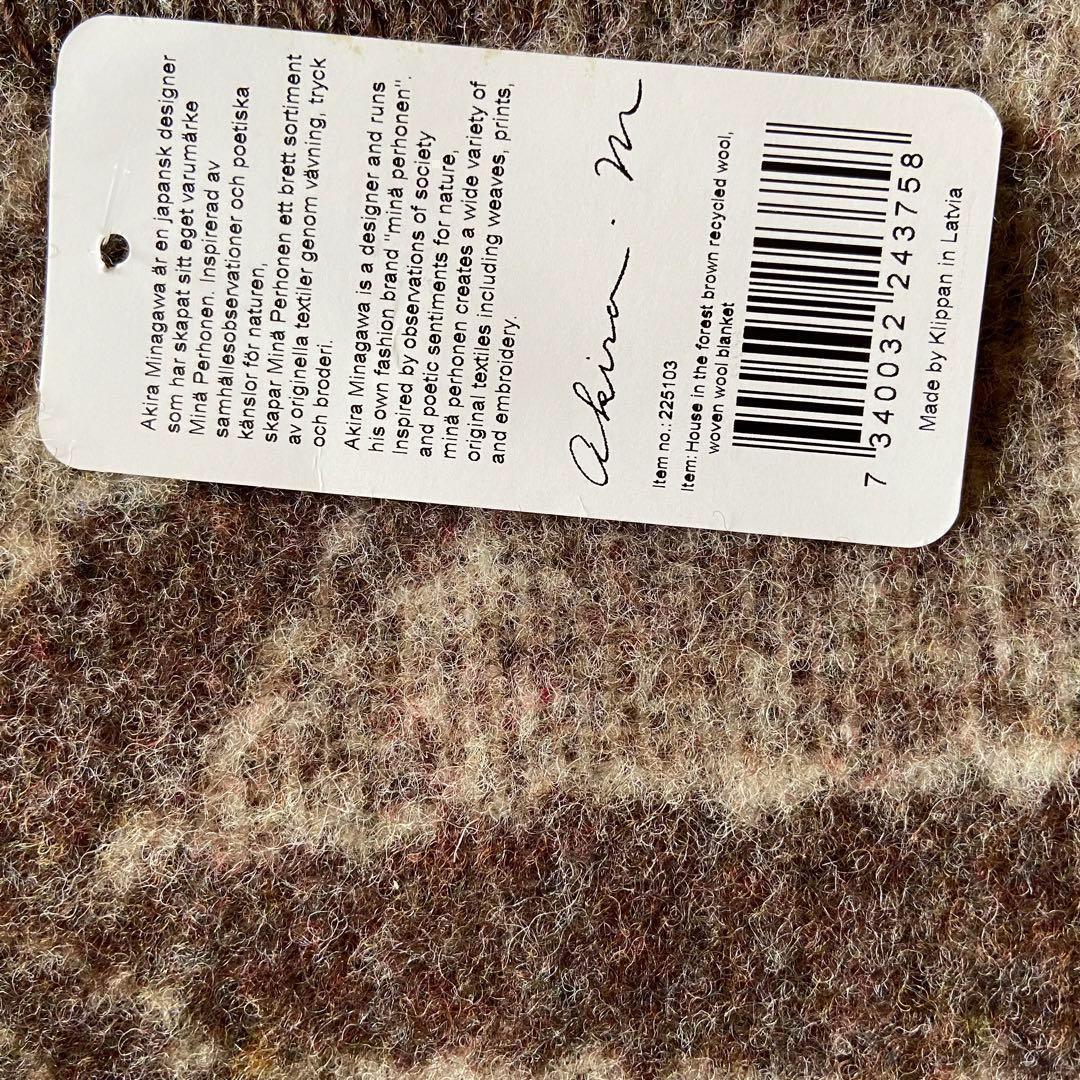 Akira Minagawa är en japansk designer
som har skapat sitt eget varumärke
Minä Perhonen. Inspirerad av
samhällesobservationer och poetiska
känslor för naturen,
skapar Minä Perhonen ett brett sortiment
av originella textiler genom vävning, tryck
och broderi.
Akira Minagawa is a designer and runs
his own fashion brand "minä perhonen".
Inspired by observations of society
and poetic sentiments for nature,
minä perhonen creates a wide variety of
original textiles including weaves, prints,
and embroidery.
Akira. m
Item no.: 225103
Item: House in the forest brown recycled wool,
woven wool blanket
7 340032 243758
Made by Klippan in Latvia